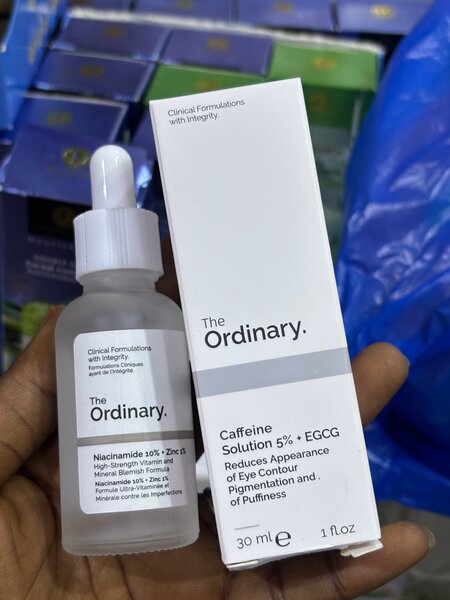 Clinical Formulations
with Integrity.
The
Ordinary.
Caffeine
Solution 5% + EGCG
Reduces Appearance
of Eye Contour
Pigmentation and
of Puffiness
30 ml e 1 fl oz
Clinical Formulations
with Integrity.
Formulations Cliniques
ayant de l'Intégrité.
The
Ordinary.
Niacinamide 10% + Zinc 1%
High-Strength Vitamin and
Mineral Blemish Formula
Niacinamide 10% + Zinc 1%
Formule Ultra-Vitaminée et
Minérale contre les Imperfections